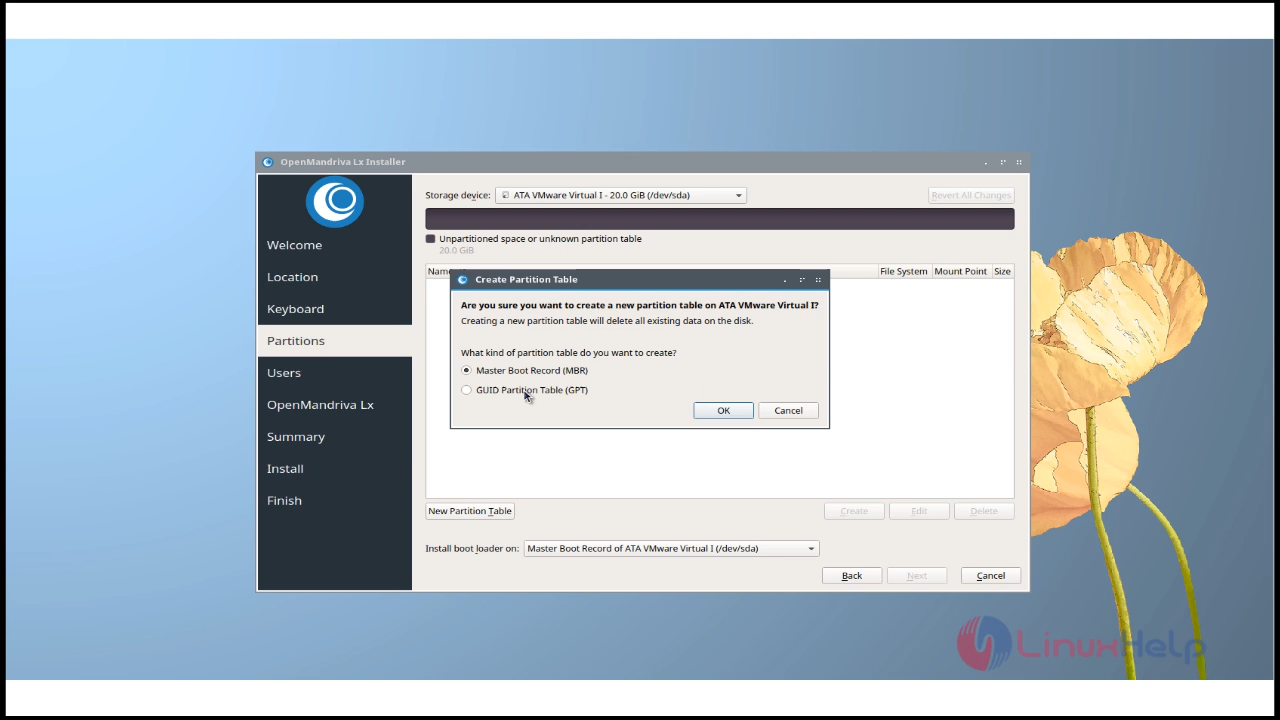 OpenMandriva Lx Installer
Welcome
Location
Keyboard
Partitions
Users
OpenMandriva Lx
Summary
Install
Finish
Storage device: ATA VMware Virtual I - 20.0 GiB (/dev/sda) Revert All Changes
Unpartitioned space or unknown partition table
20.0 GiB
Name File System Mount Point Size
Create Partition Table
Are you sure you want to create a new partition table on ATA VMware Virtual I?
Creating a new partition table will delete all existing data on the disk.
What kind of partition table do you want to create?
Master Boot Record (MBR)
GUID Partition Table (GPT)
OK Cancel
New Partition Table Create Edit Delete
Install boot loader on: Master Boot Record of ATA VMware Virtual I (/dev/sda)
Back Next Cancel
LinuxHelp